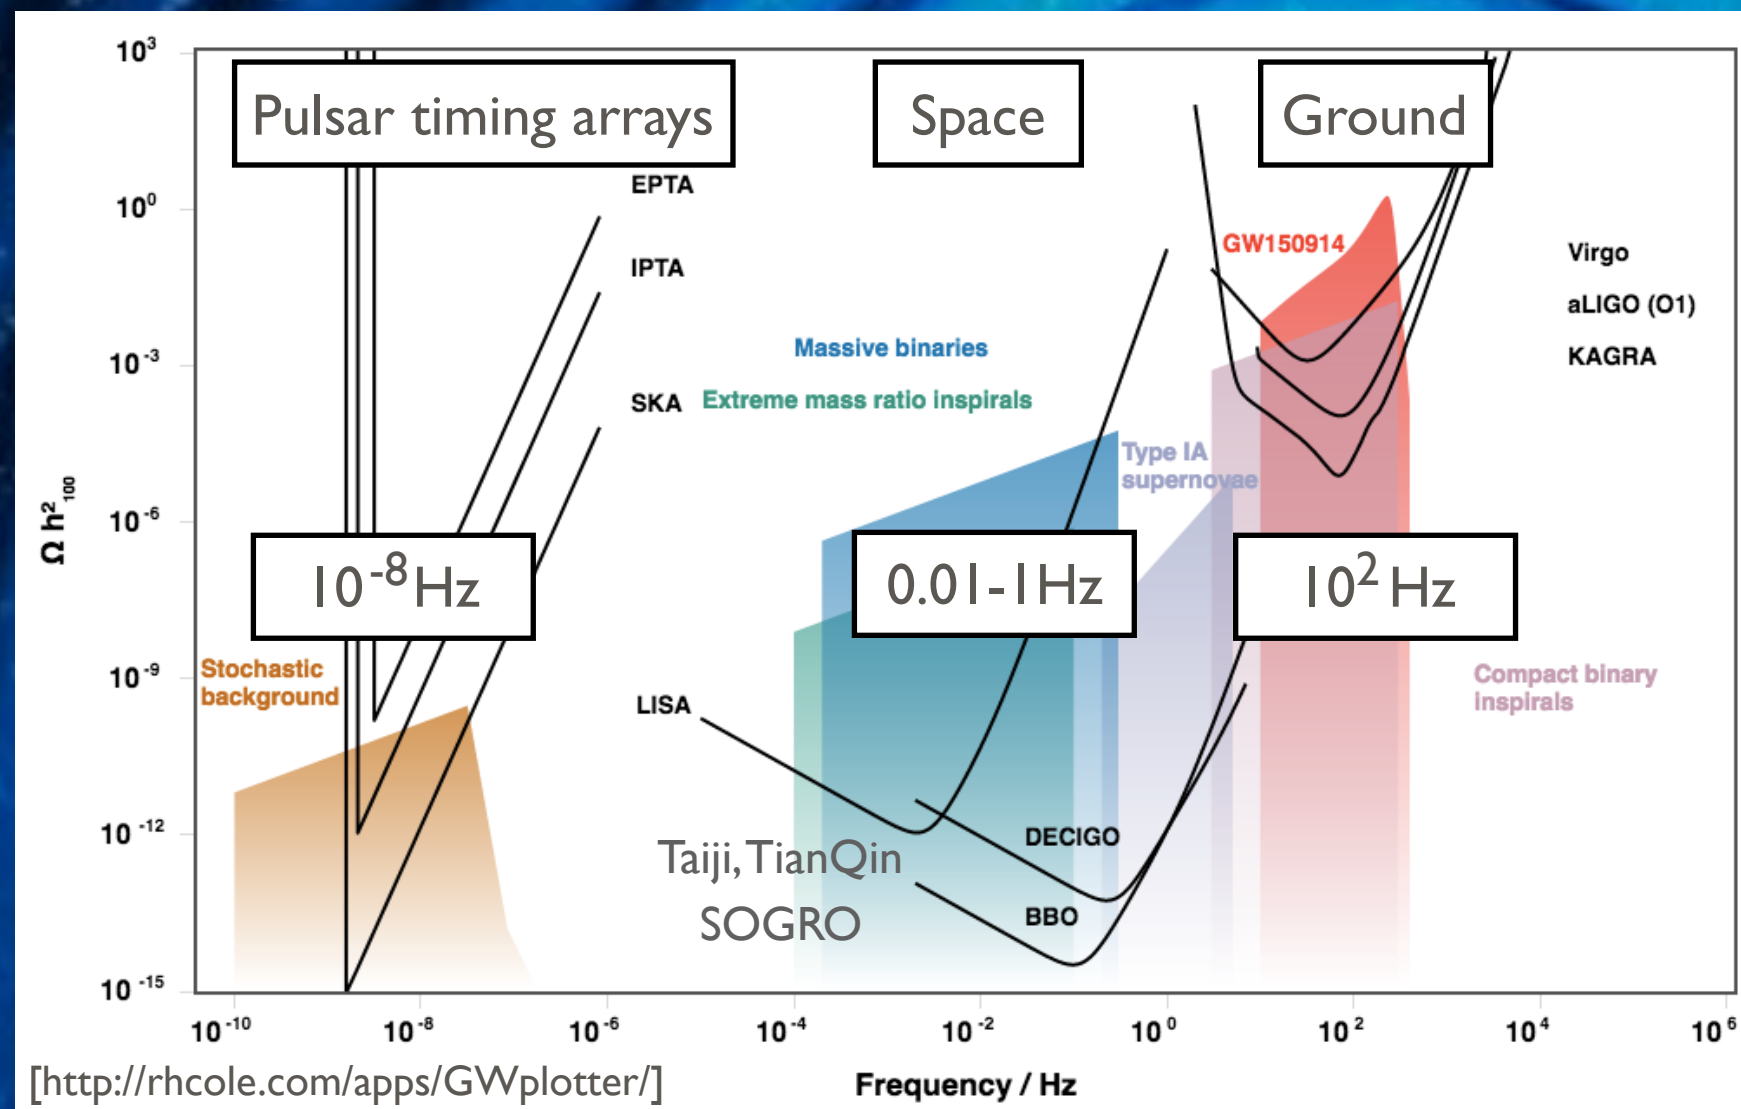 10³
Pulsar timing arrays
Space
Ground
EPTA
10⁰
GW150914
Virgo
IPTA
aLIGO (O1)
Massive binaries
10⁻³
KAGRA
SKA
Extreme mass ratio inspirals
Type IA
supernovae
Ω h²₁₀₀
10⁻⁶
10⁻⁸ Hz
0.01-1Hz
10² Hz
10⁻⁹
Stochastic
background
Compact binary
inspirals
LISA
10⁻¹²
DECIGO
Taiji, TianQin
SOGRO
BBO
10⁻¹⁵
10⁻¹⁰
10⁻⁸
10⁻⁶
10⁻⁴
10⁻²
10⁰
10²
10⁴
10⁶
[http://rhcole.com/apps/GWplotter/]
Frequency / Hz